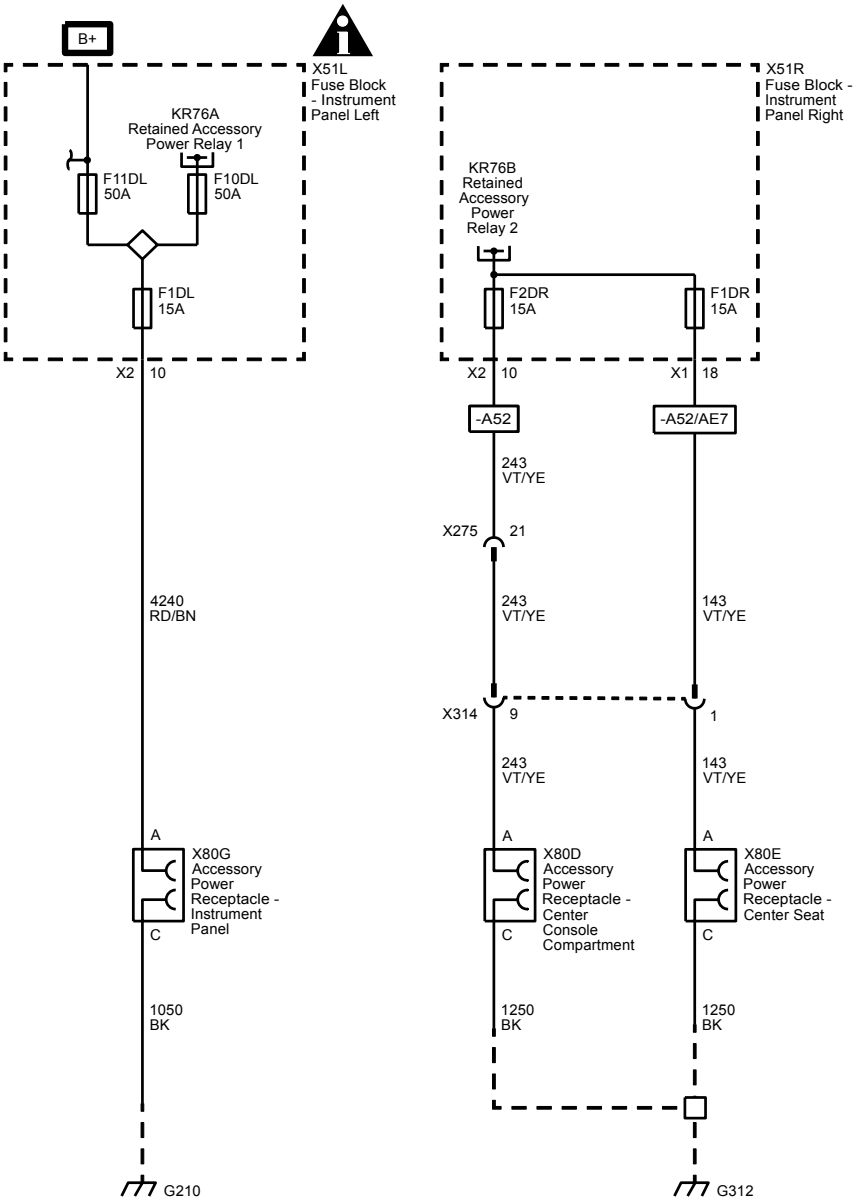 B+
X51L
Fuse Block
- Instrument
Panel Left
KR76A
Retained Accessory
Power Relay 1
F11DL
50A
F10DL
50A
F1DL
15A
X2 10
X51R
Fuse Block -
Instrument
Panel Right
KR76B
Retained
Accessory
Power
Relay 2
F2DR
15A
F1DR
15A
X2 10
X1 18
-A52
-A52/AE7
243
VT/YE
X275 21
4240
RD/BN
243
VT/YE
143
VT/YE
X314 9
1
243
VT/YE
143
VT/YE
A
X80G
Accessory
Power
Receptacle -
Instrument
Panel
C
A
X80D
Accessory
Power
Receptacle -
Center
Console
Compartment
C
A
X80E
Accessory
Power
Receptacle -
Center Seat
C
1050
BK
1250
BK
1250
BK
G210
G312